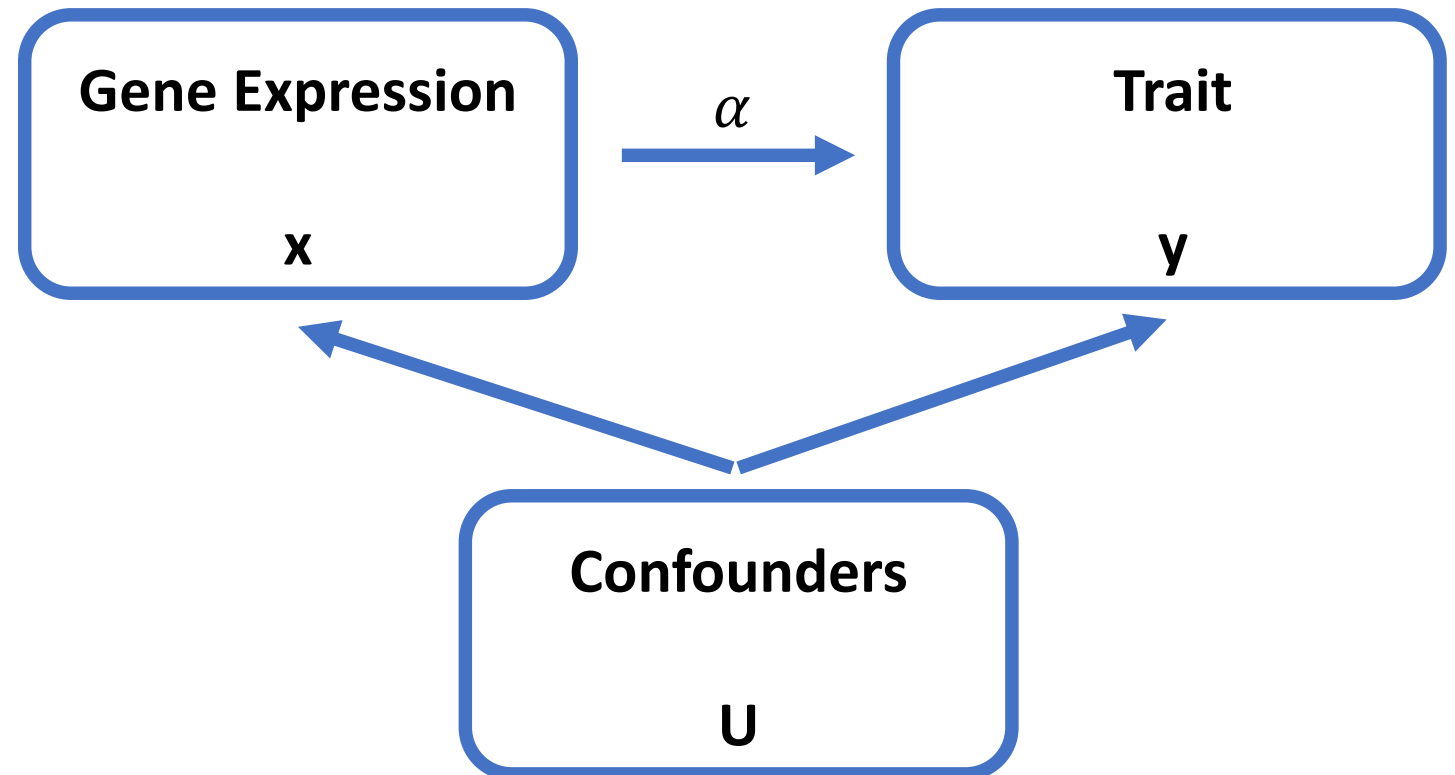 Gene Expression
x
α
Trait
y
Confounders
U